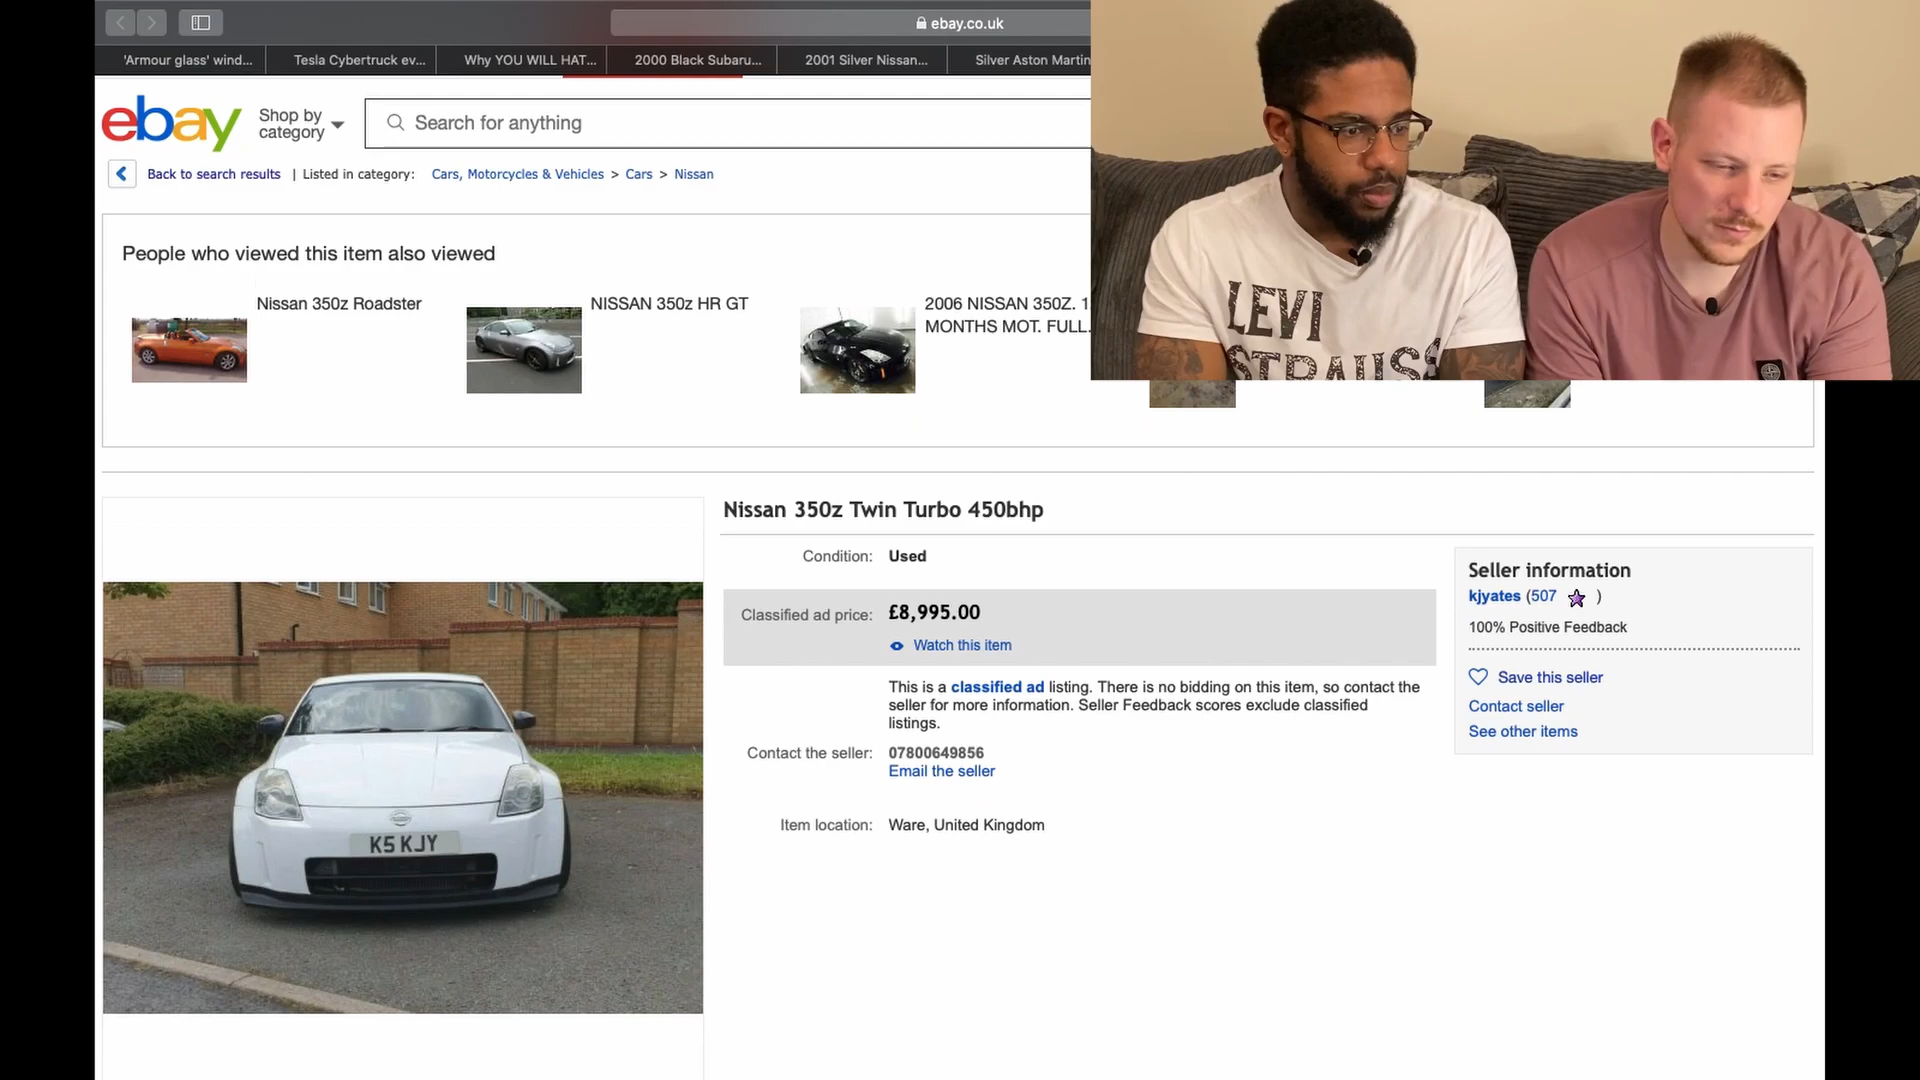 ebay.co.uk
'Armour glass' wind...
Tesla Cybertruck ev...
Why YOU WILL HAT...
2000 Black Subaru...
2001 Silver Nissan...
Silver Aston Martin
ebay
Shop by
category
Search for anything
Back to search results | Listed in category: Cars, Motorcycles & Vehicles > Cars > Nissan
People who viewed this item also viewed
Nissan 350z Roadster
NISSAN 350z HR GT
2006 NISSAN 350Z. 1
MONTHS MOT. FULL.
LEVI
STRAUSS
Nissan 350z Twin Turbo 450bhp
Condition: Used
Classified ad price: £8,995.00
Watch this item
This is a classified ad listing. There is no bidding on this item, so contact the
seller for more information. Seller Feedback scores exclude classified
listings.
Contact the seller: 07800649856
Email the seller
Item location: Ware, United Kingdom
Seller information
kjyates (507 )
100% Positive Feedback
Save this seller
Contact seller
See other items
K5 KJY